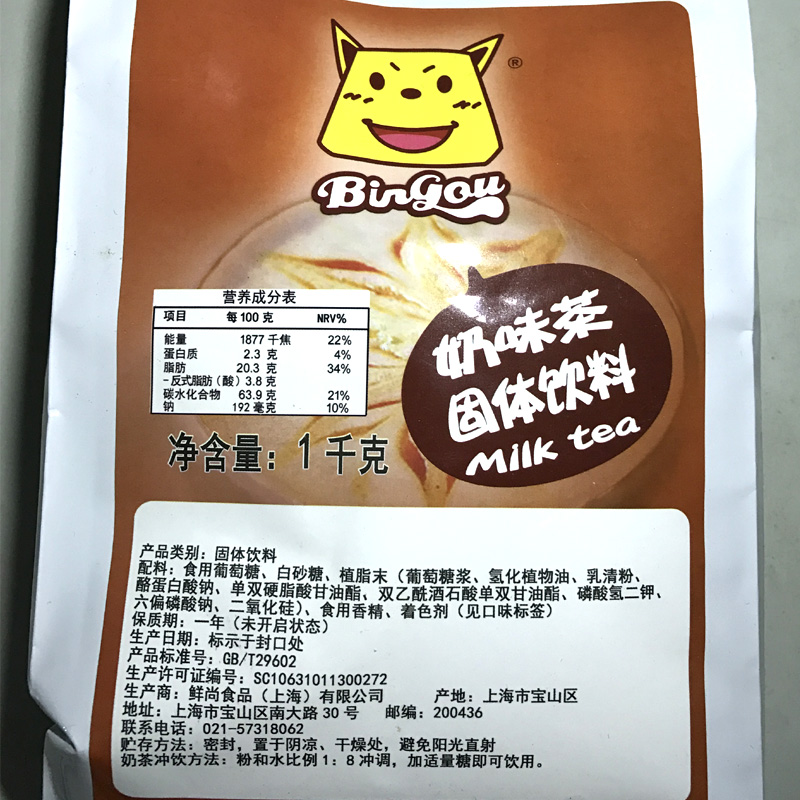 ®
BinGou
营养成分表
项目 每100克 NRV%
能量 1877千焦 22%
蛋白质 2.3 克 4%
脂肪 20.3 克 34%
-反式脂肪（酸）3.8 克
碳水化合物 63.9 克 21%
钠 192 毫克 10%
奶味茶
固体饮料
Milk tea
净含量：1千克
产品类别：固体饮料
配料：食用葡萄糖、白砂糖、植脂末（葡萄糖浆、氢化植物油、乳清粉、
酪蛋白酸钠、单双硬脂酸甘油酯、双乙酰酒石酸单双甘油酯、磷酸氢二钾、
六偏磷酸钠、二氧化硅）、食用香精、着色剂（见口味标签）
保质期：一年（未开启状态）
生产日期：标示于封口处
产品标准号：GB/T29602
生产许可证编号：SC10631011300272
生产商：鲜尚食品（上海）有限公司 产地：上海市宝山区
地址：上海市宝山区南大路30号 邮编：200436
联系电话：021-57318062
贮存方法：密封，置于阴凉、干燥处，避免阳光直射
奶茶冲饮方法：粉和水比例1：8冲调，加适量糖即可饮用。